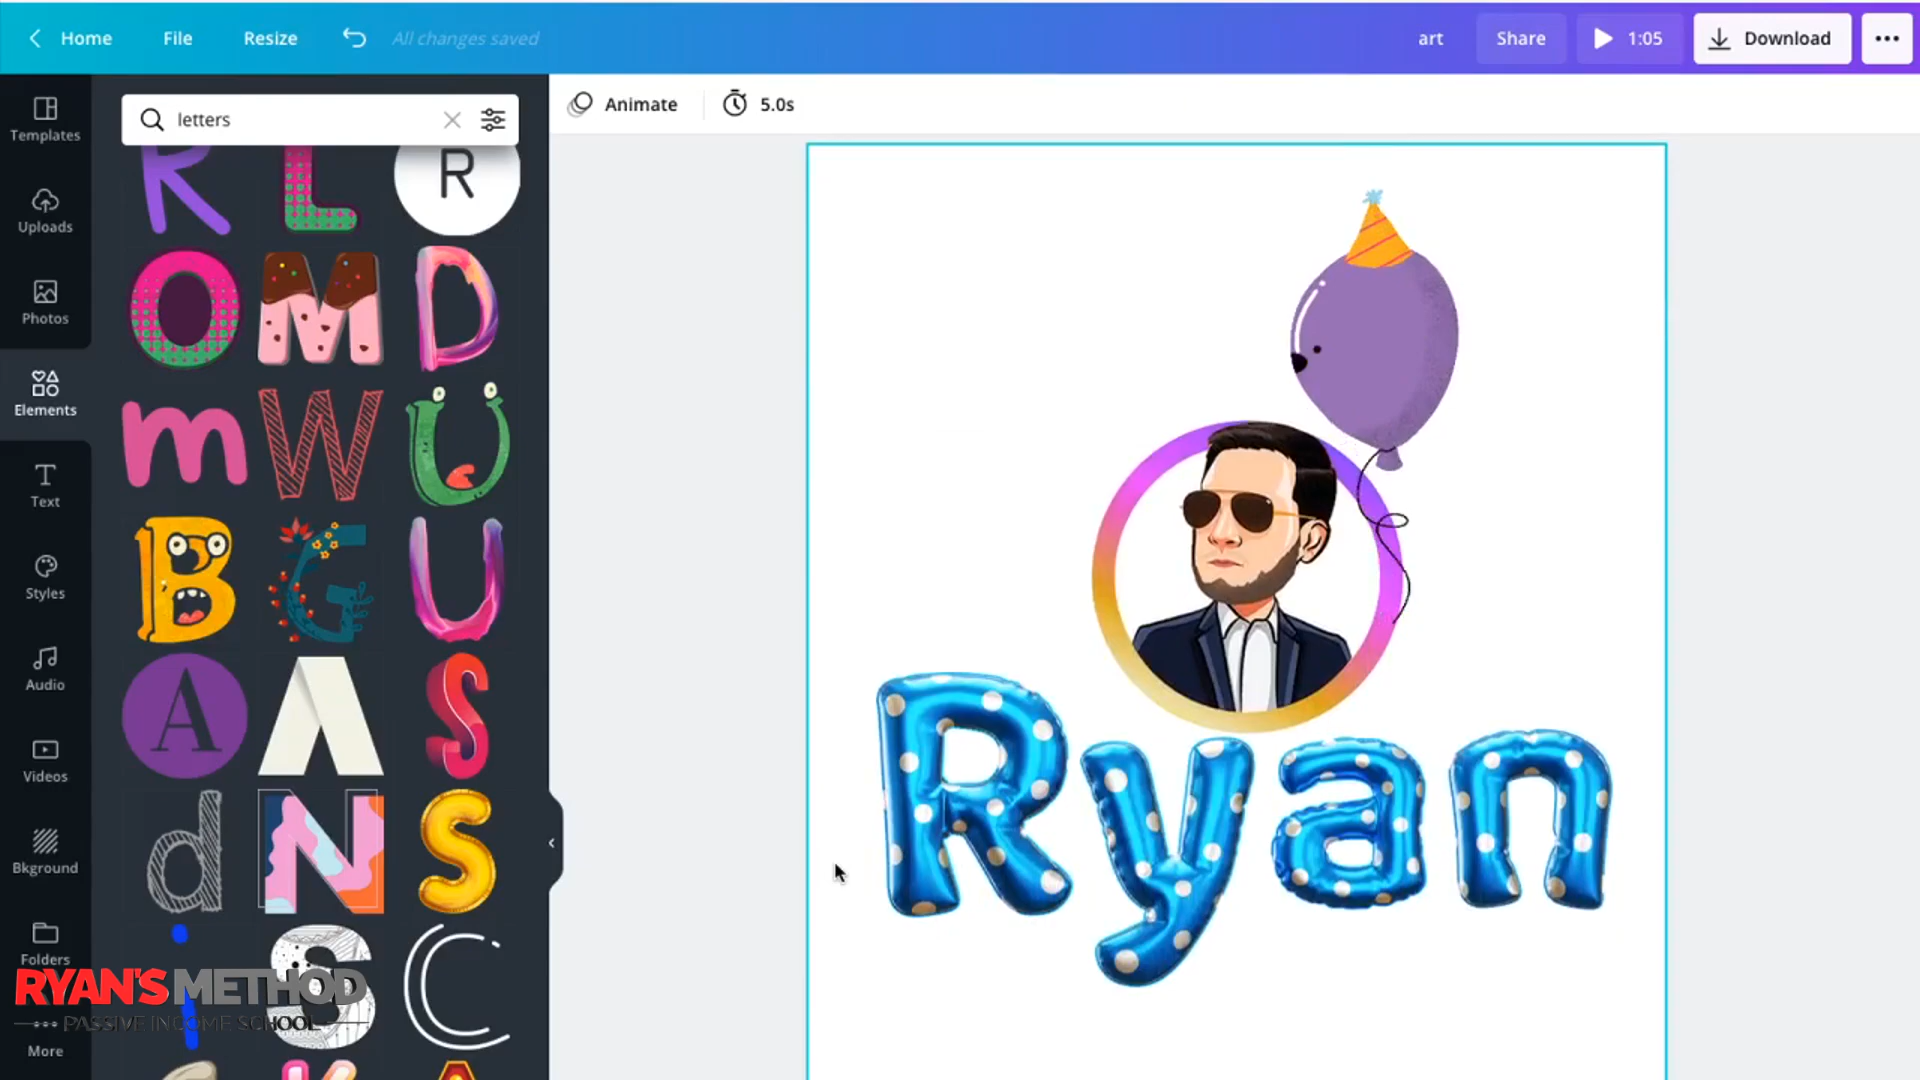 Home File Resize All changes saved art Share 1:05 Download
letters
Animate 5.0s
Templates
Uploads
Photos
Elements
Text
Styles
Audio
Videos
Bkground
Folders
More
R L R
O M D
m W U
B G U
A A S
d N S
i S C
Ryan
RYAN'S METHOD
PASSIVE INCOME SCHOOL